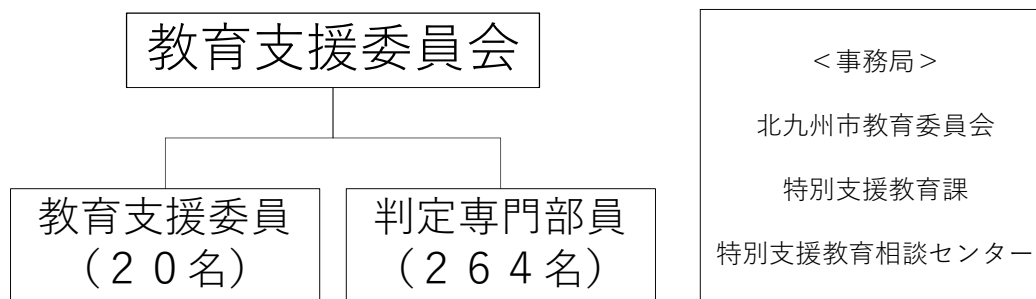 教育支援委員会
教育支援委員
（２０名）
判定専門部員
（２６４名）
＜事務局＞
北九州市教育委員会
特別支援教育課
特別支援教育相談センター